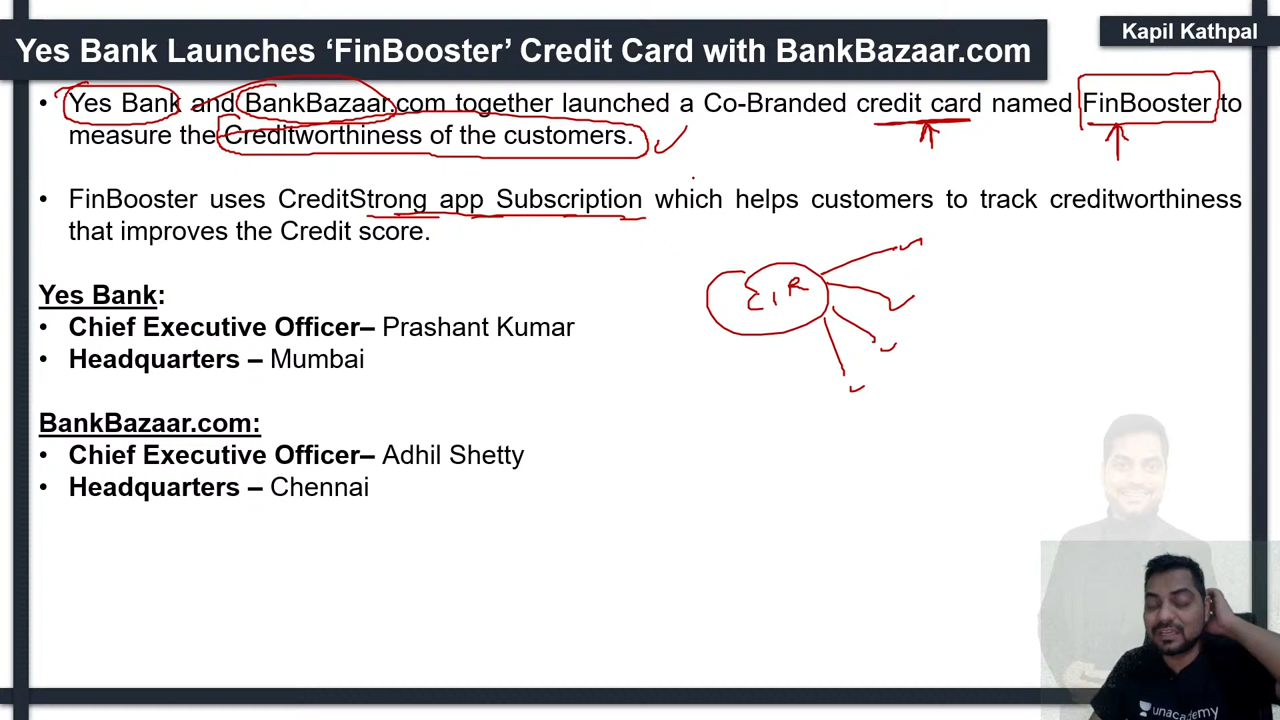 Kapil Kathpal
Yes Bank Launches ‘FinBooster’ Credit Card with BankBazaar.com
• Yes Bank and BankBazaar.com together launched a Co-Branded credit card named FinBooster to
measure the Creditworthiness of the customers.
• FinBooster uses CreditStrong app Subscription which helps customers to track creditworthiness
that improves the Credit score.
Yes Bank:
• Chief Executive Officer– Prashant Kumar
• Headquarters – Mumbai
BankBazaar.com:
• Chief Executive Officer– Adhil Shetty
• Headquarters – Chennai
unacademy